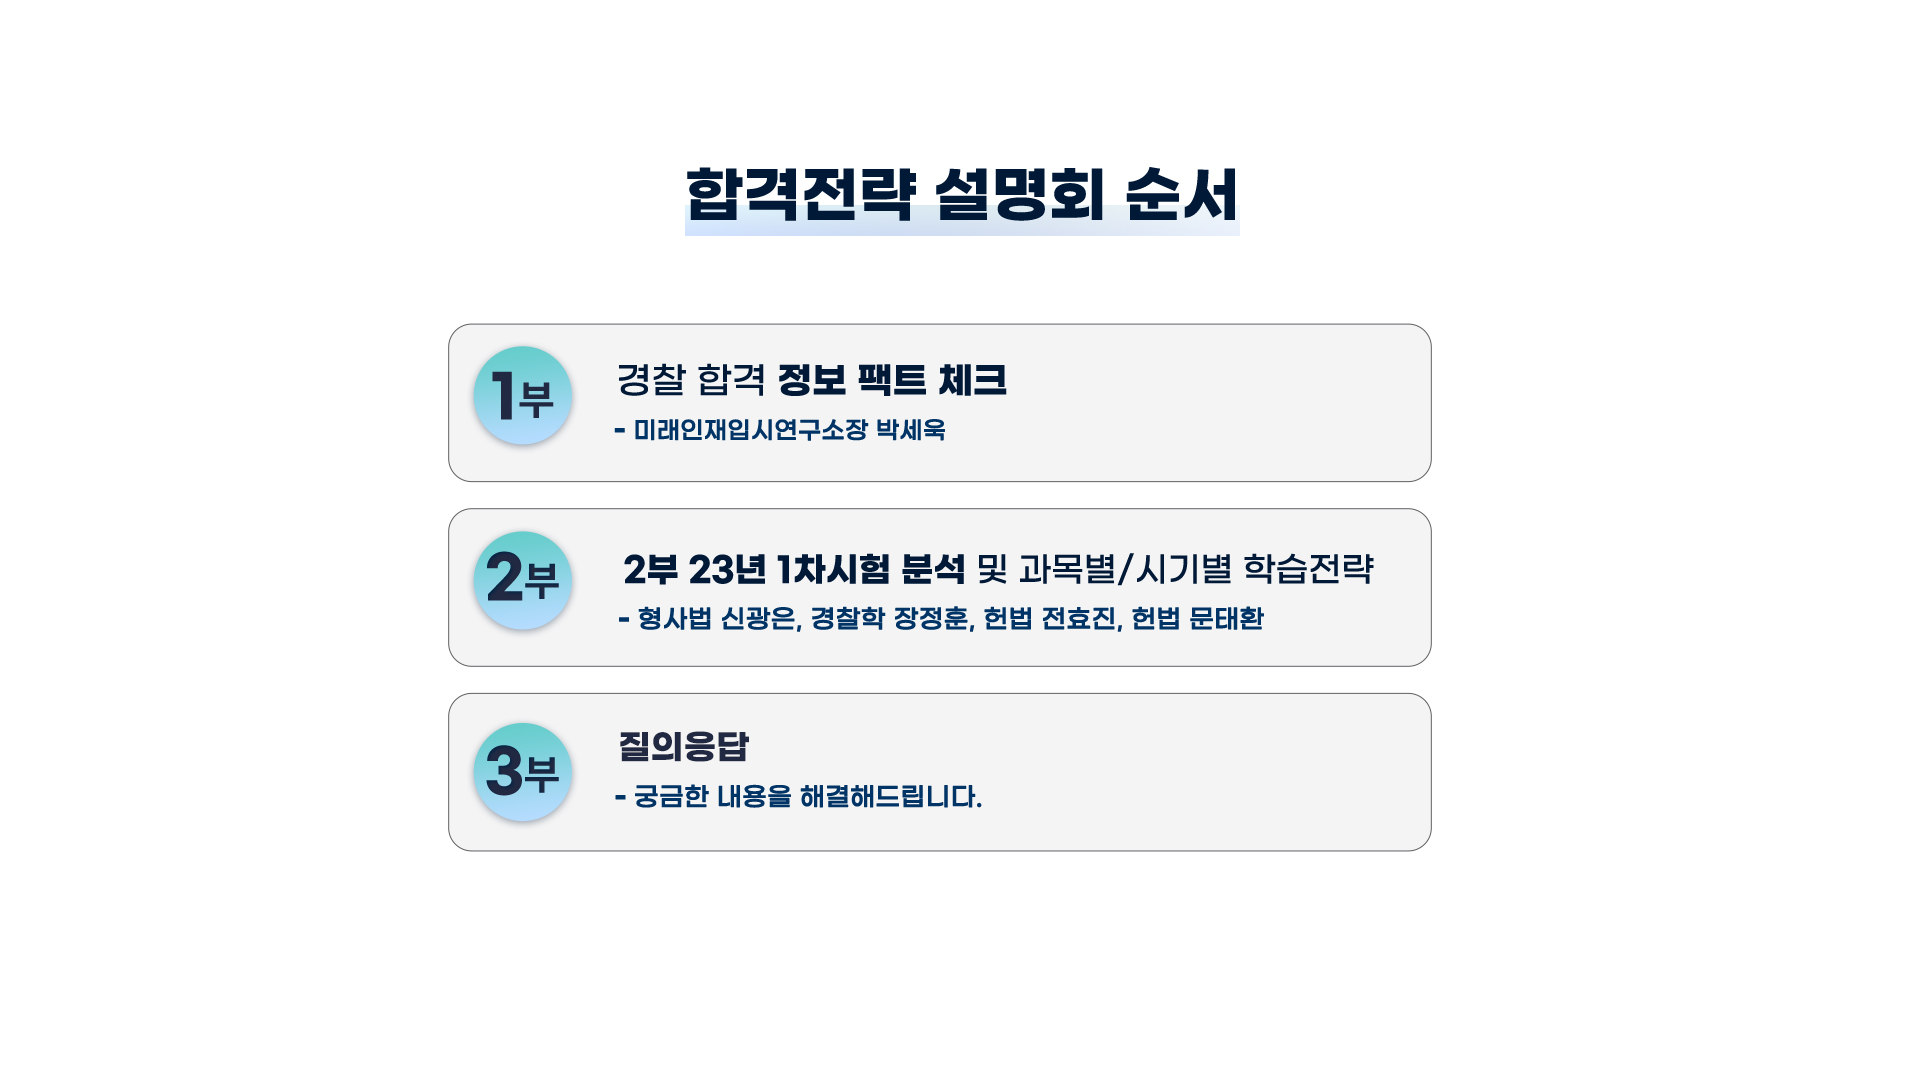 합격전략 설명회 순서
1부
경찰 합격 정보 팩트 체크
- 미래인재입시연구소장 박세욱
2부
2부 23년 1차시험 분석 및 과목별/시기별 학습전략
- 형사법 신광은, 경찰학 장정훈, 헌법 전효진, 헌법 문태환
3부
질의응답
- 궁금한 내용을 해결해드립니다.